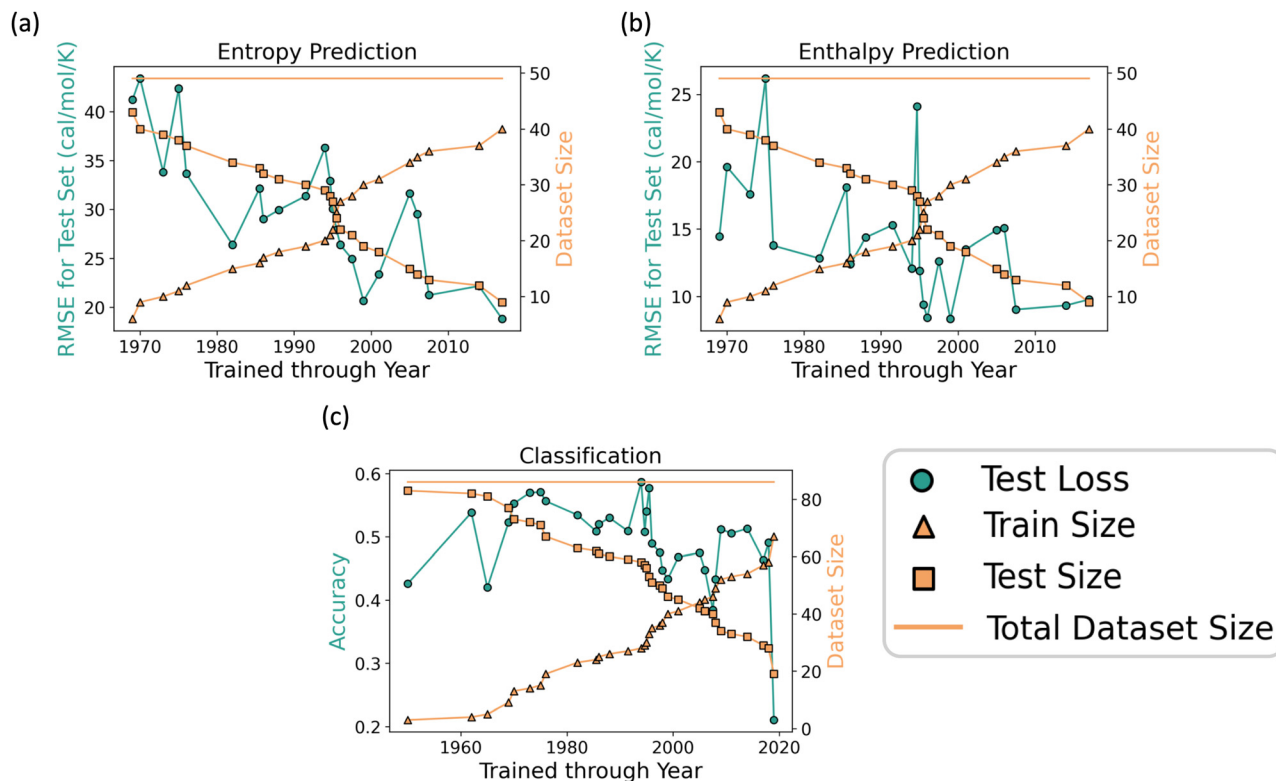 (a)
Entropy Prediction
RMSE for Test Set (cal/mol/K)
40
35
30
25
20
50
40
30
20
10
Dataset Size
1970 1980 1990 2000 2010
Trained through Year
(b)
Enthalpy Prediction
RMSE for Test Set (cal/mol/K)
25
20
15
10
50
40
30
20
10
Dataset Size
1970 1980 1990 2000 2010
Trained through Year
(c)
Classification
Accuracy
0.6
0.5
0.4
0.3
0.2
80
60
40
20
0
Dataset Size
1960 1980 2000 2020
Trained through Year
Test Loss
Train Size
Test Size
Total Dataset Size